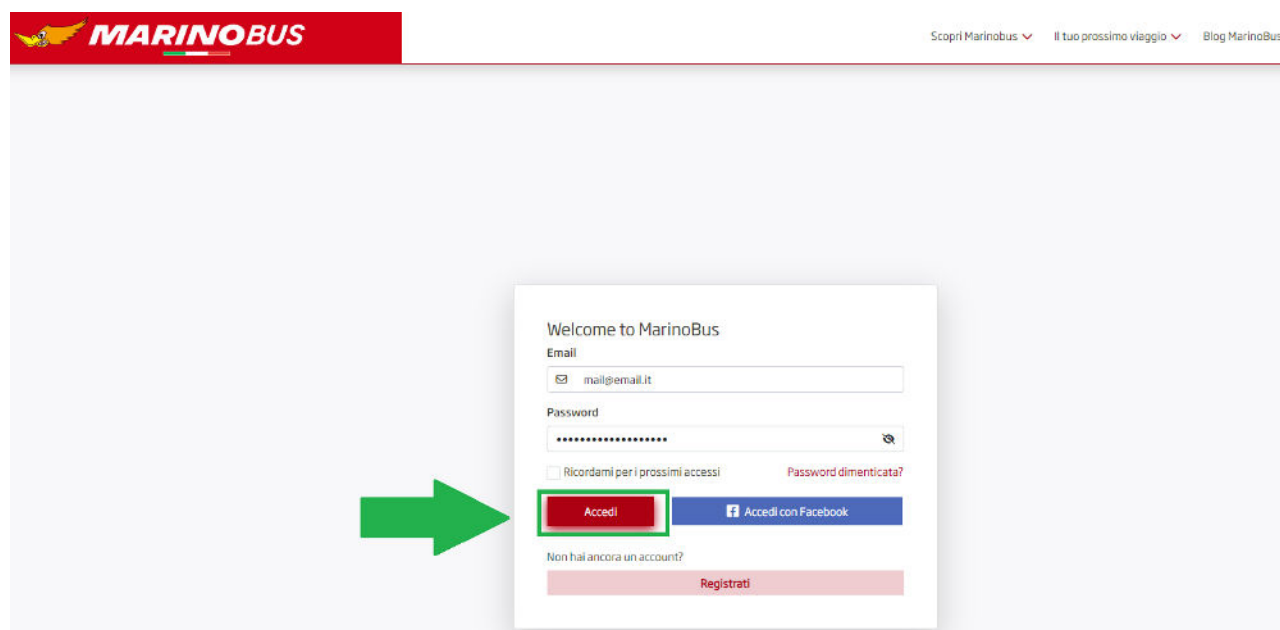 MARINOBUS
Scopri Marinobus Il tuo prossimo viaggio Blog MarinoBus
Welcome to MarinoBus
Email
mail@email.it
Password
Ricordami per i prossimi accessi Password dimenticata?
Accedi Accedi con Facebook
Non hai ancora un account?
Registrati